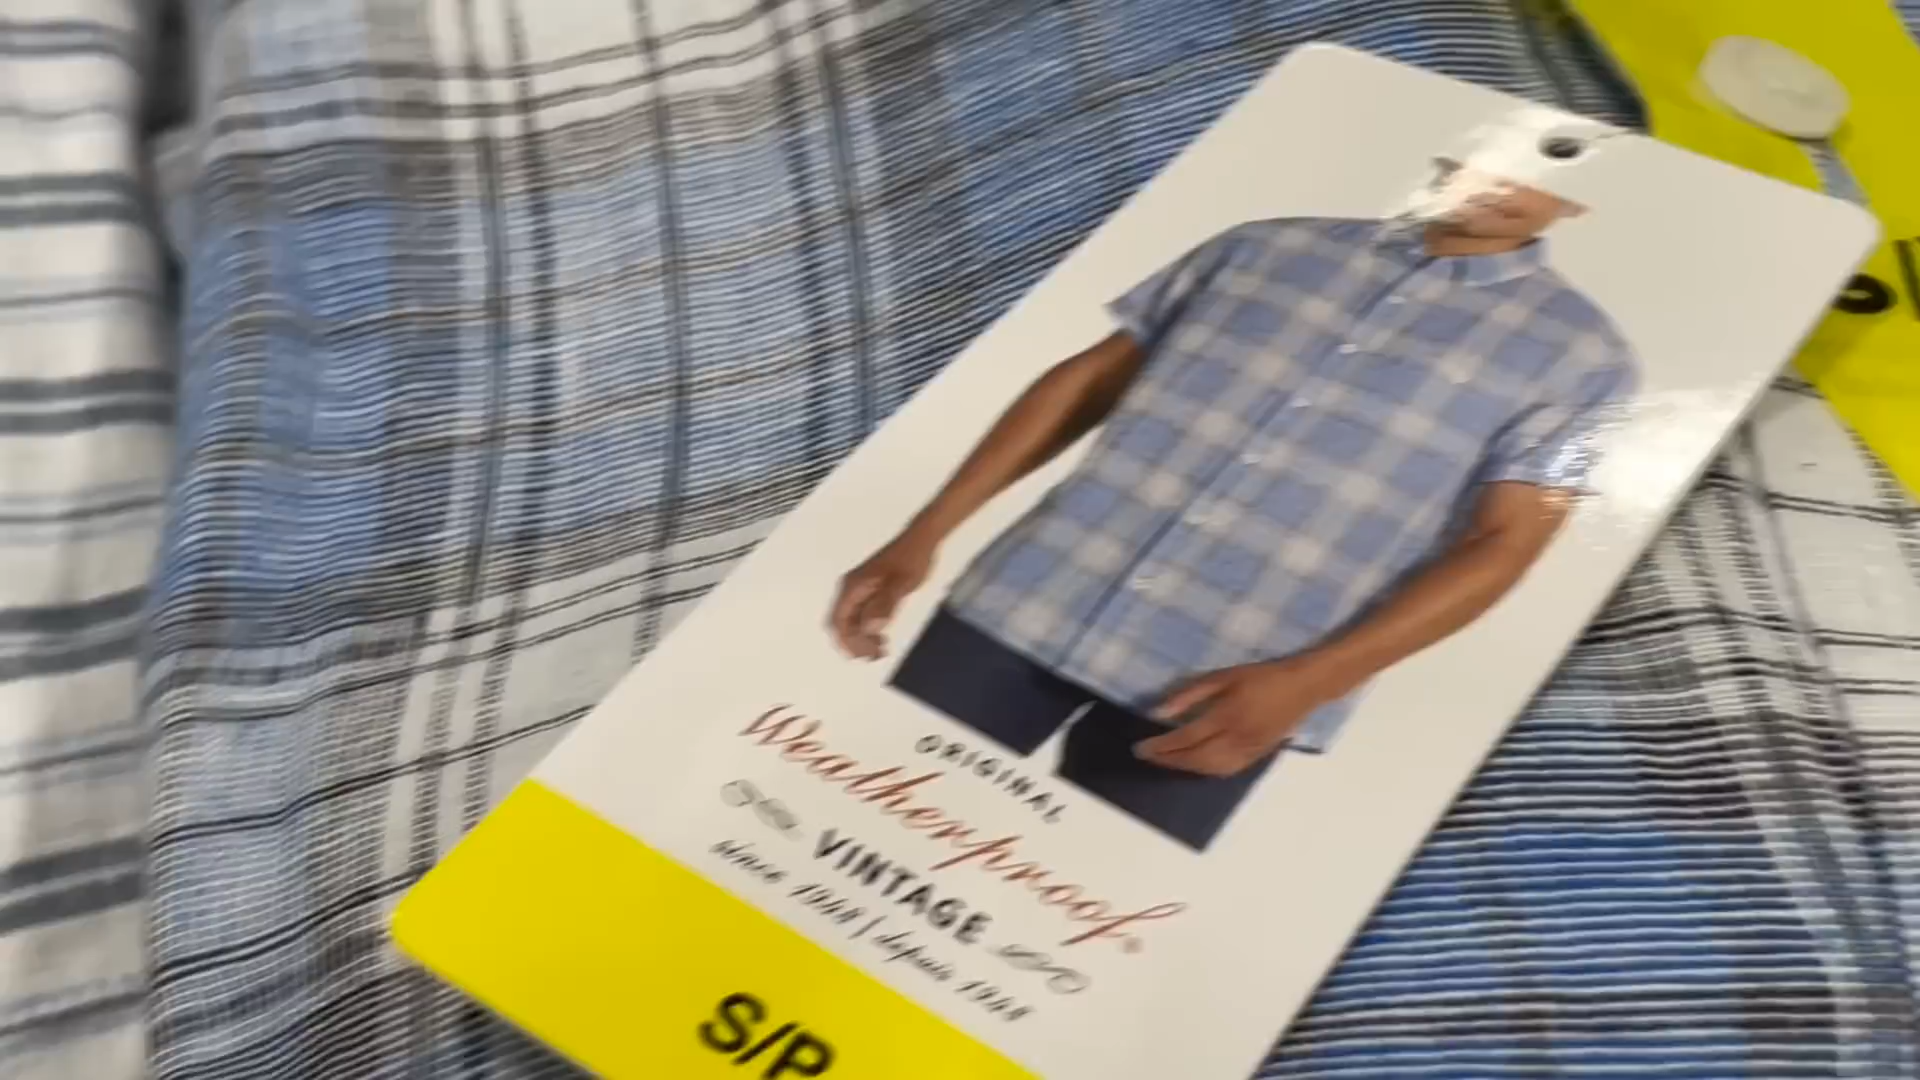 ORIGINAL
Weatherproof®
VINTAGE
since 1948 | depuis 1948
S/P